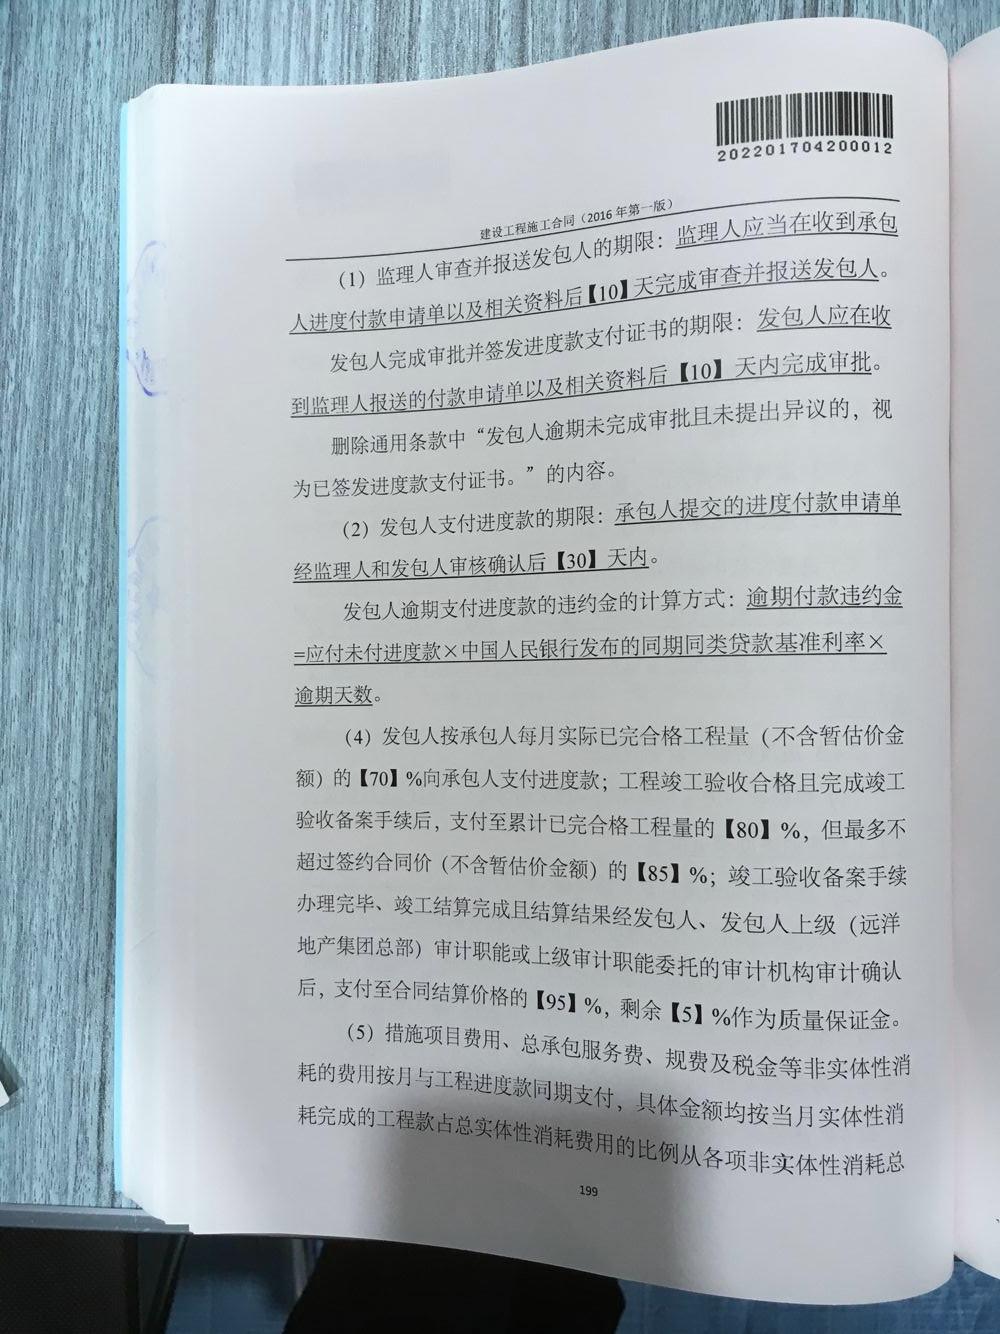 202201704200012
建设工程施工合同（2016 年第一版）
（1）监理人审查并报送发包人的期限：监理人应当在收到承包
人进度付款申请单以及相关资料后【10】天完成审查并报送发包人。
发包人完成审批并签发进度款支付证书的期限：发包人应在收
到监理人报送的付款申请单以及相关资料后【10】天内完成审批。
删除通用条款中“发包人逾期未完成审批且未提出异议的，视
为已签发进度款支付证书。”的内容。
（2）发包人支付进度款的期限：承包人提交的进度付款申请单
经监理人和发包人审核确认后【30】天内。
发包人逾期支付进度款的违约金的计算方式：逾期付款违约金
=应付未付进度款×中国人民银行发布的同期同类贷款基准利率×
逾期天数。
（4）发包人按承包人每月实际已完合格工程量（不含暂估价金
额）的【70】%向承包人支付进度款；工程竣工验收合格且完成竣工
验收备案手续后，支付至累计已完合格工程量的【80】%，但最多不
超过签约合同价（不含暂估价金额）的【85】%；竣工验收备案手续
办理完毕、竣工结算完成且结算结果经发包人、发包人上级（远洋
地产集团总部）审计职能或上级审计职能委托的审计机构审计确认
后，支付至合同结算价格的【95】%，剩余【5】%作为质量保证金。
（5）措施项目费用、总承包服务费、规费及税金等非实体性消
耗的费用按月与工程进度款同期支付，具体金额均按当月实体性消
耗完成的工程款占总实体性消耗费用的比例从各项非实体性消耗总
199